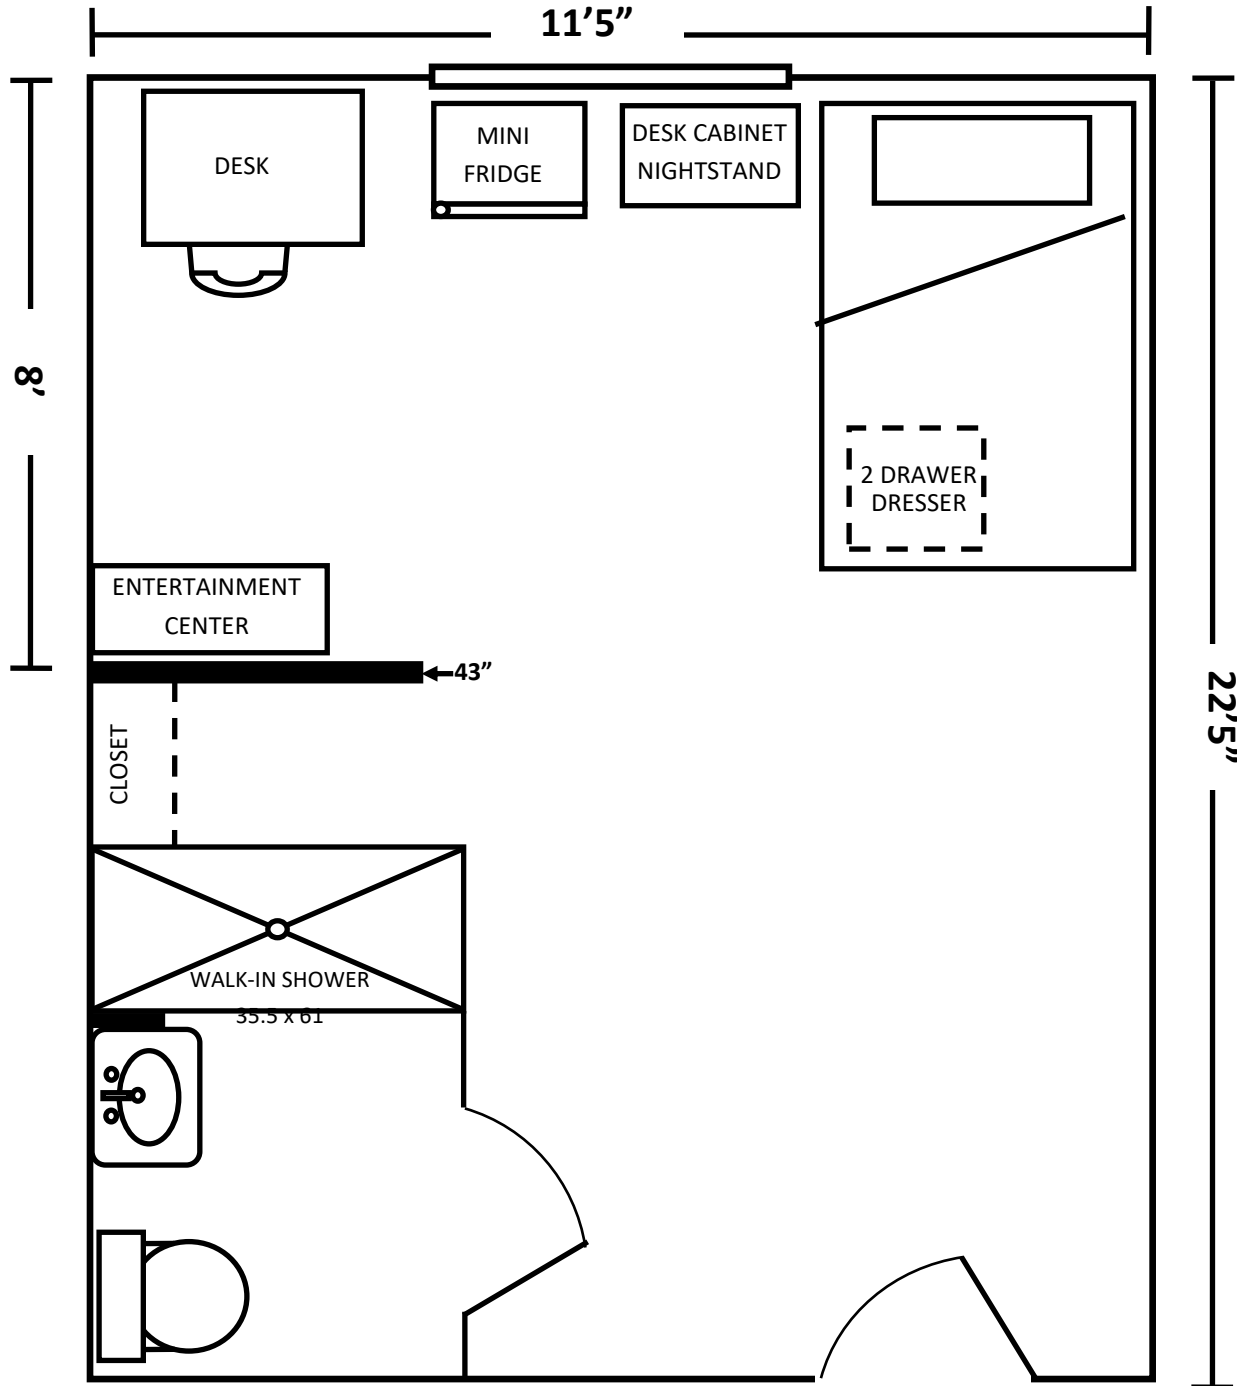 11’5”
DESK
MINI
FRIDGE
DESK CABINET
NIGHTSTAND
8’
2 DRAWER
DRESSER
ENTERTAINMENT
CENTER
43”
22’5”
CLOSET
WALK-IN SHOWER
35.5 x 61